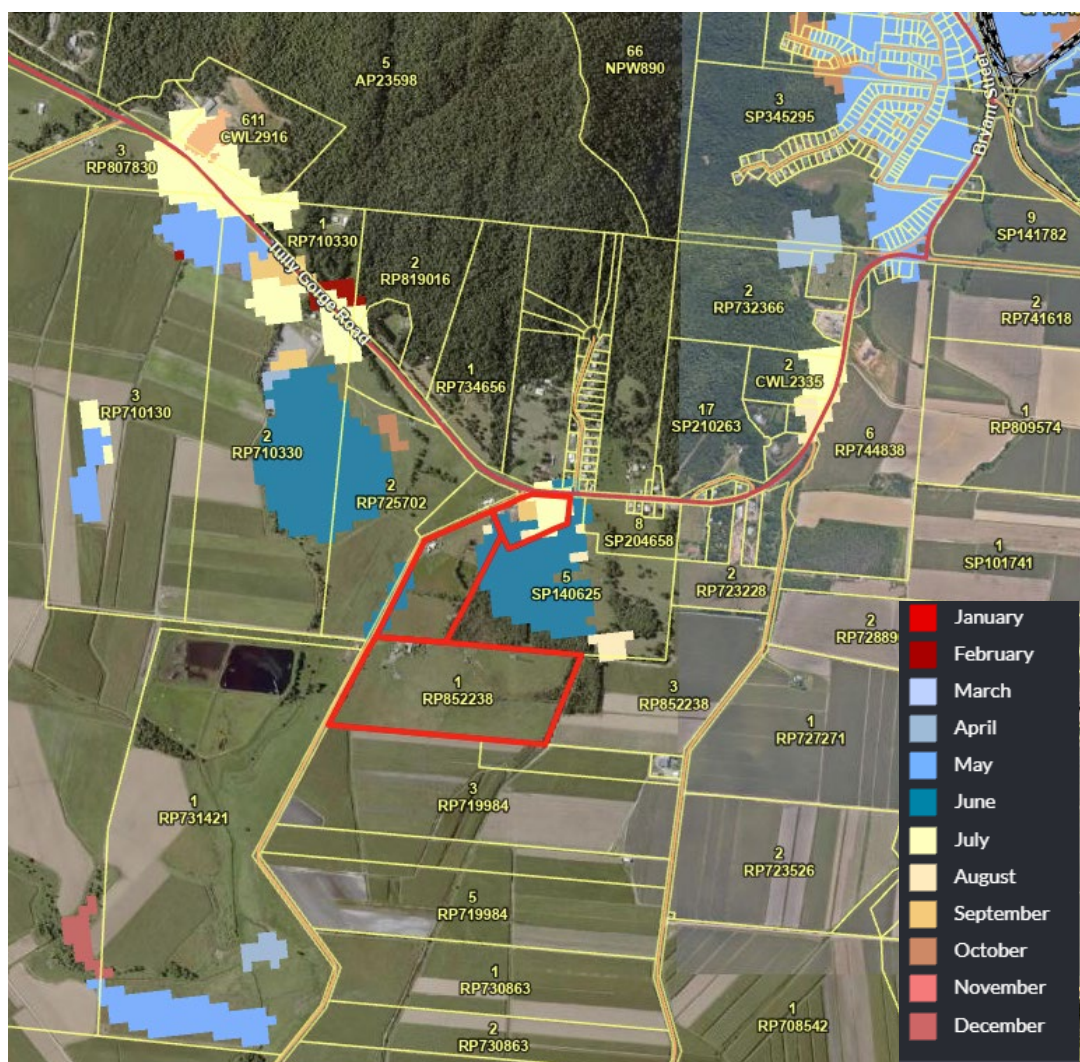 5
AP23598
66
NPW890
611
CWL2916
3
RP807830
3
SP345295
Bryant Street
9
SP141782
1
RP710330
Tully Gorge Road
2
RP819016
2
RP732366
2
RP741618
1
RP734656
2
CWL2335
3
RP710130
17
SP210263
1
RP809574
2
RP710330
6
RP744838
2
RP725702
8
SP204658
1
SP101741
5
SP140625
2
RP723228
2
RP72889
1
RP852238
3
RP852238
1
RP727271
3
RP719984
1
RP731421
2
RP723526
5
RP719984
1
RP730863
2
RP730863
1
RP708542
January
February
March
April
May
June
July
August
September
October
November
December